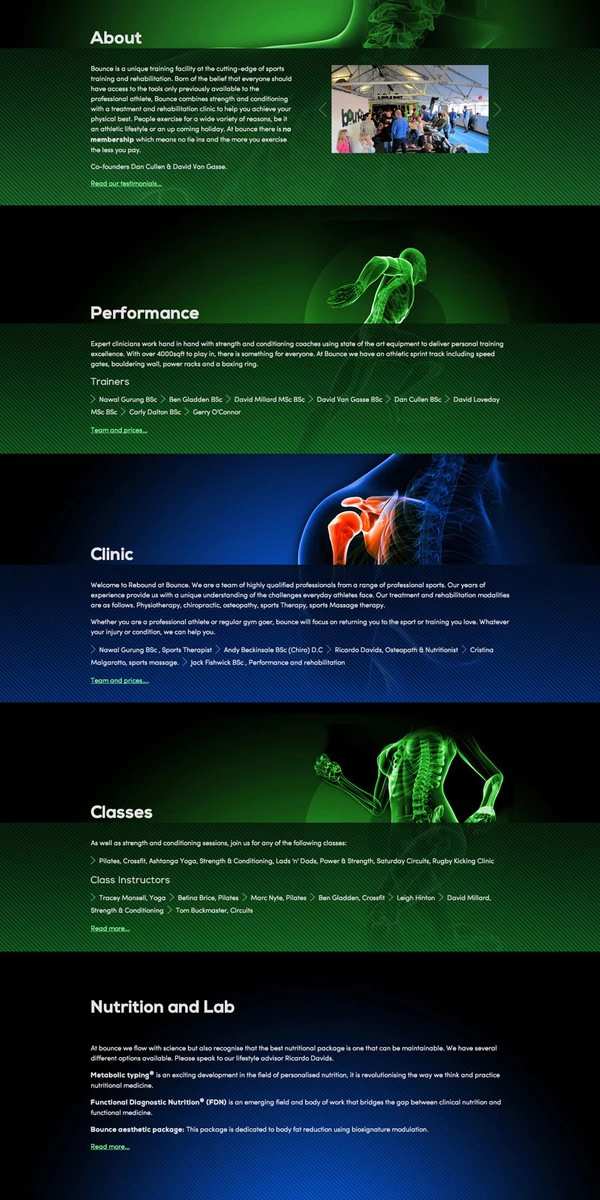 About
Bounce is a unique training facility at the cutting-edge of sports
training and rehabilitation. Born of the belief that everyone should
have access to the tools only previously available to the
professional athlete, Bounce combines strength and conditioning
with a treatment and rehabilitation clinic to help you achieve your
physical best. People exercise for a wide variety of reasons, be it
an athletic lifestyle or an up coming holiday. At bounce there is no
membership which means no tie ins and the more you exercise
the less you pay.
Co-founders Dan Cullen & David Van Gasse.
Read our testimonials...
Performance
Expert clinicians work hand in hand with strength and conditioning coaches using state of the art equipment to deliver personal training
excellence. With over 4000sqft to play in, there is something for everyone. At Bounce we have an athletic sprint track including speed
gates, bouldering wall, power racks and a boxing ring.
Trainers
Nawal Gurung BSc Ben Gladden BSc David Millard MSc BSc David Van Gasse BSc Dan Cullen BSc David Loveday
MSc BSc Carly Dalton BSc Gerry O'Connor
Team and prices...
Clinic
Welcome to Rebound at Bounce. We are a team of highly qualified professionals from a range of professional sports. Our years of
experience provide us with a unique understanding of the challenges everyday athletes face. Our treatment and rehabilitation modalities
are as follows. Physiotherapy, chiropractic, osteopathy, sports Therapy, sports Massage therapy.
Whether you are a professional athlete or regular gym goer, bounce will focus on returning you to the sport or training you love. Whatever
your injury or condition, we can help you.
Nawal Gurung BSc , Sports Therapist Andy Beckinsale BSc (Chiro) D.C Ricardo Davids, Osteopath & Nutritionist Cristina
Malgarotto, sports massage. Jack Fishwick BSc , Performance and rehabilitation
Team and prices....
Classes
As well as strength and conditioning sessions, join us for any of the following classes:
Pilates, Crossfit, Ashtanga Yoga, Strength & Conditioning, Lads 'n' Dads, Power & Strength, Saturday Circuits, Rugby Kicking Clinic
Class Instructors
Tracey Mansell, Yoga Betina Brice, Pilates Marc Nyte, Pilates Ben Gladden, Crossfit Leigh Hinton David Millard,
Strength & Conditioning Tom Buckmaster, Circuits
Read more...
Nutrition and Lab
At bounce we flow with science but also recognise that the best nutritional package is one that can be maintainable. We have several
different options available. Please speak to our lifestyle advisor Ricardo Davids.
Metabolic typing® is an exciting development in the field of personalised nutrition, it is revolutionising the way we think and practice
nutritional medicine.
Functional Diagnostic Nutrition® (FDN) is an emerging field and body of work that bridges the gap between clinical nutrition and
functional medicine.
Bounce aesthetic package: This package is dedicated to body fat reduction using biosignature modulation.
Read more...